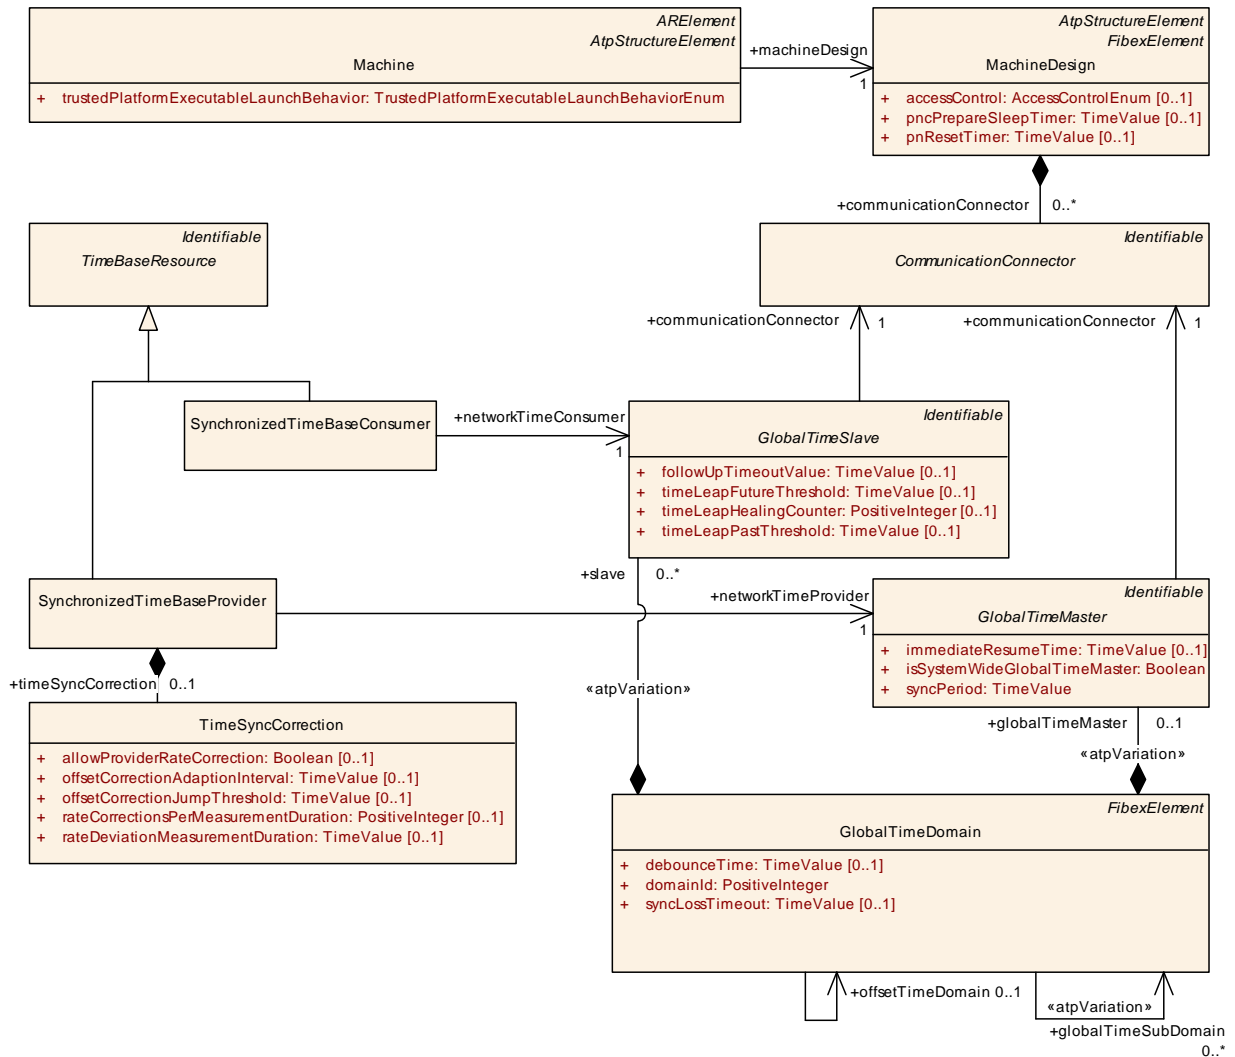 ARElement
AtpStructureElement
Machine
+ trustedPlatformExecutableLaunchBehavior: TrustedPlatformExecutableLaunchBehaviorEnum
+machineDesign
1
AtpStructureElement
FibexElement
MachineDesign
+ accessControl: AccessControlEnum [0..1]
+ pncPrepareSleepTimer: TimeValue [0..1]
+ pnResetTimer: TimeValue [0..1]
+communicationConnector 0..*
Identifiable
TimeBaseResource
Identifiable
CommunicationConnector
+communicationConnector 1
+communicationConnector 1
SynchronizedTimeBaseConsumer
+networkTimeConsumer
1
Identifiable
GlobalTimeSlave
+ followUpTimeoutValue: TimeValue [0..1]
+ timeLeapFutureThreshold: TimeValue [0..1]
+ timeLeapHealingCounter: PositiveInteger [0..1]
+ timeLeapPastThreshold: TimeValue [0..1]
+slave 0..*
SynchronizedTimeBaseProvider
+networkTimeProvider
1
Identifiable
GlobalTimeMaster
+ immediateResumeTime: TimeValue [0..1]
+ isSystemWideGlobalTimeMaster: Boolean
+ syncPeriod: TimeValue
+timeSyncCorrection 0..1
«atpVariation»
TimeSyncCorrection
+ allowProviderRateCorrection: Boolean [0..1]
+ offsetCorrectionAdaptionInterval: TimeValue [0..1]
+ offsetCorrectionJumpThreshold: TimeValue [0..1]
+ rateCorrectionsPerMeasurementDuration: PositiveInteger [0..1]
+ rateDeviationMeasurementDuration: TimeValue [0..1]
+globalTimeMaster 0..1
«atpVariation»
FibexElement
GlobalTimeDomain
+ debounceTime: TimeValue [0..1]
+ domainId: PositiveInteger
+ syncLossTimeout: TimeValue [0..1]
+offsetTimeDomain 0..1
«atpVariation»
+globalTimeSubDomain
0..*